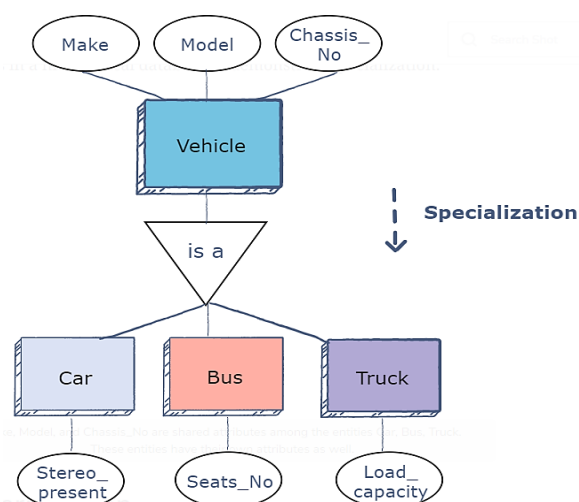 Make
Model
Chassis_
No
Vehicle
Specialization
is a
Car
Bus
Truck
Stereo_
present
Seats_No
Load_
capacity